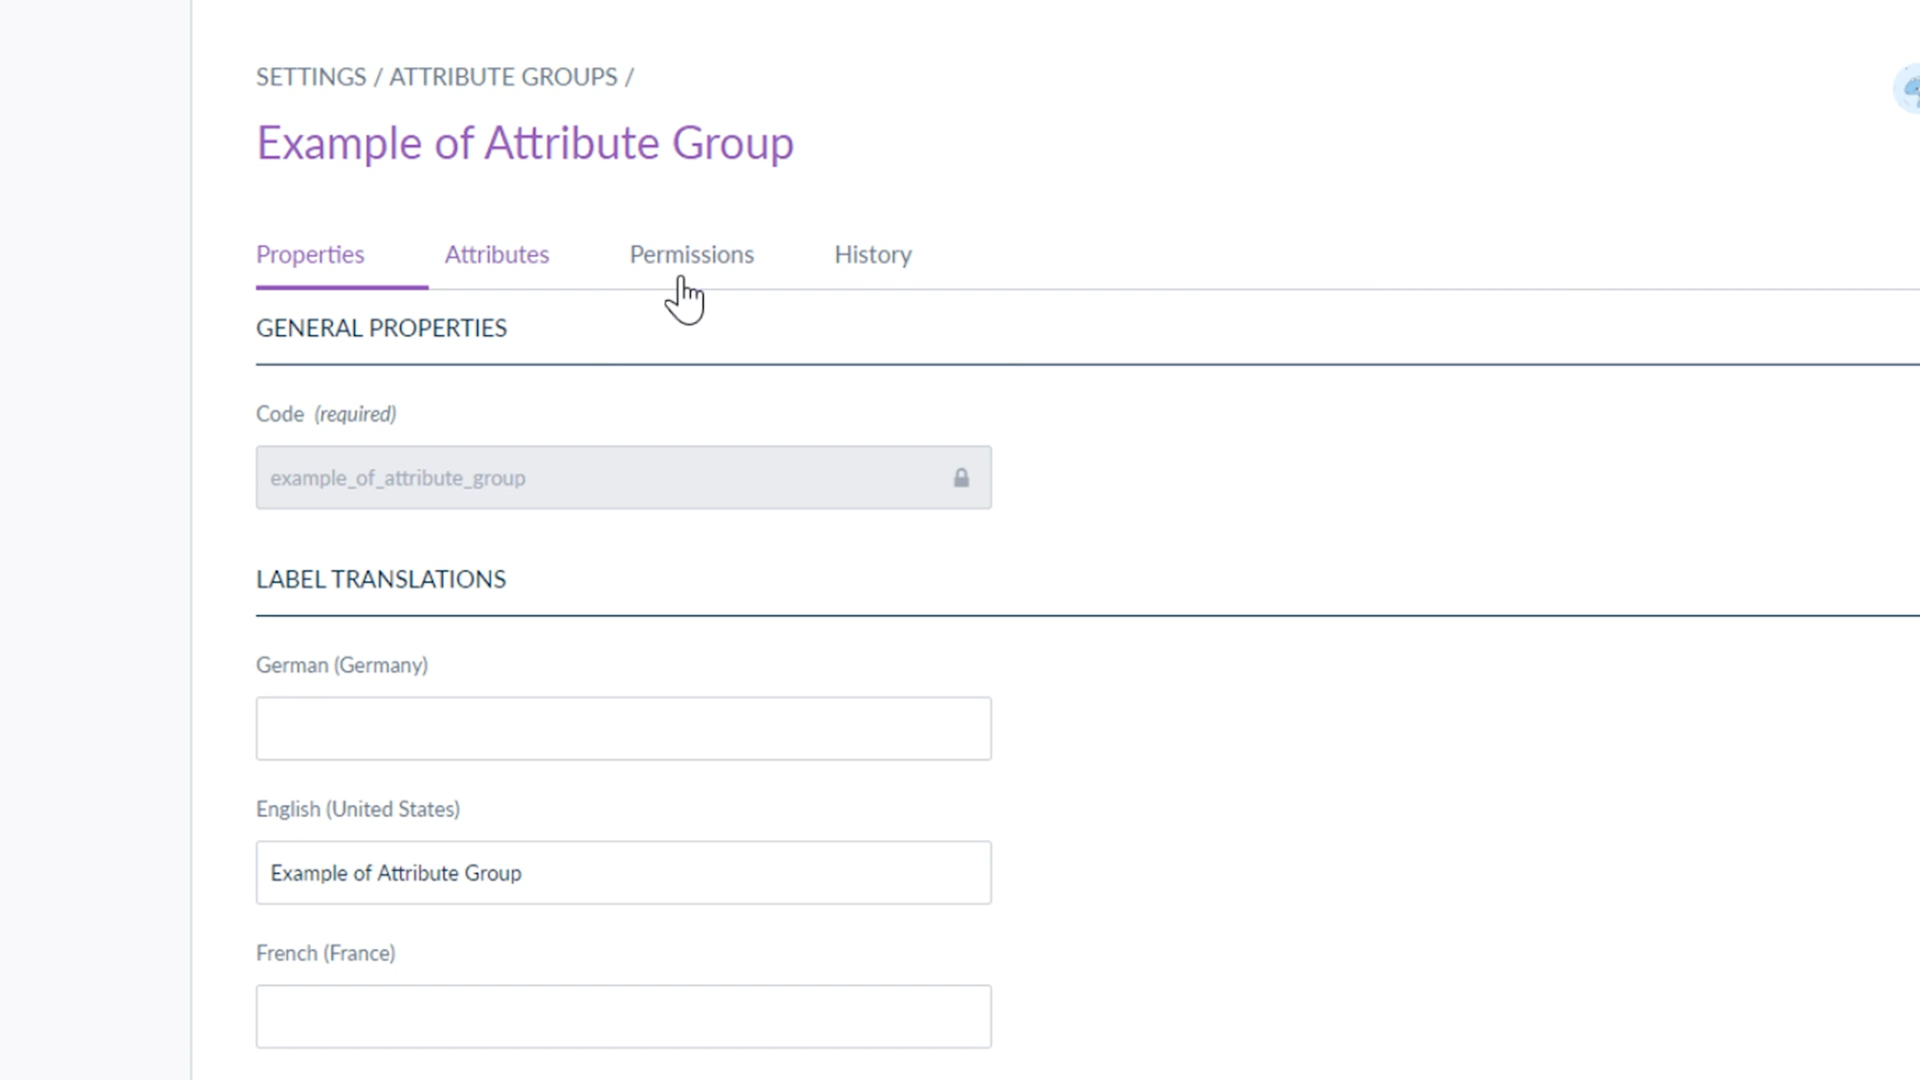 SETTINGS / ATTRIBUTE GROUPS /
Example of Attribute Group
Properties Attributes Permissions History
GENERAL PROPERTIES
Code (required)
example_of_attribute_group
LABEL TRANSLATIONS
German (Germany)
English (United States)
Example of Attribute Group
French (France)